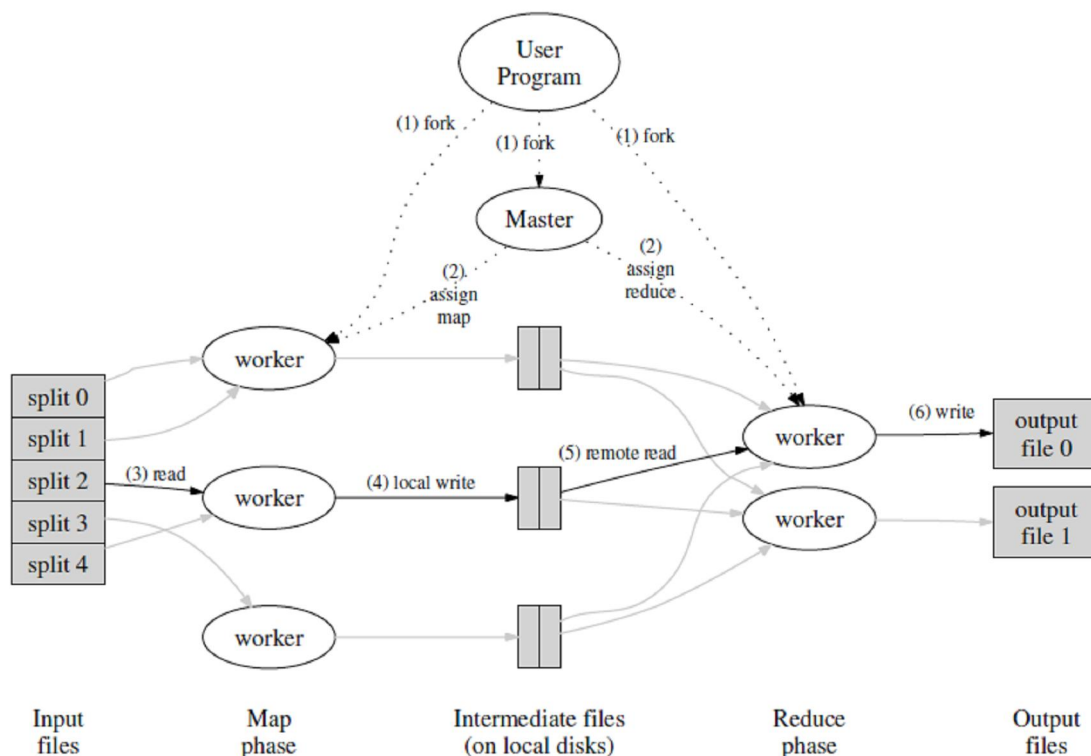 User
Program
(1) fork
(1) fork
(1) fork
Master
(2)
assign
map
(2)
assign
reduce
worker
split 0
split 1
split 2
split 3
split 4
(3) read
worker
(4) local write
(5) remote read
worker
(6) write
output
file 0
worker
output
file 1
worker
Input
files
Map
phase
Intermediate files
(on local disks)
Reduce
phase
Output
files